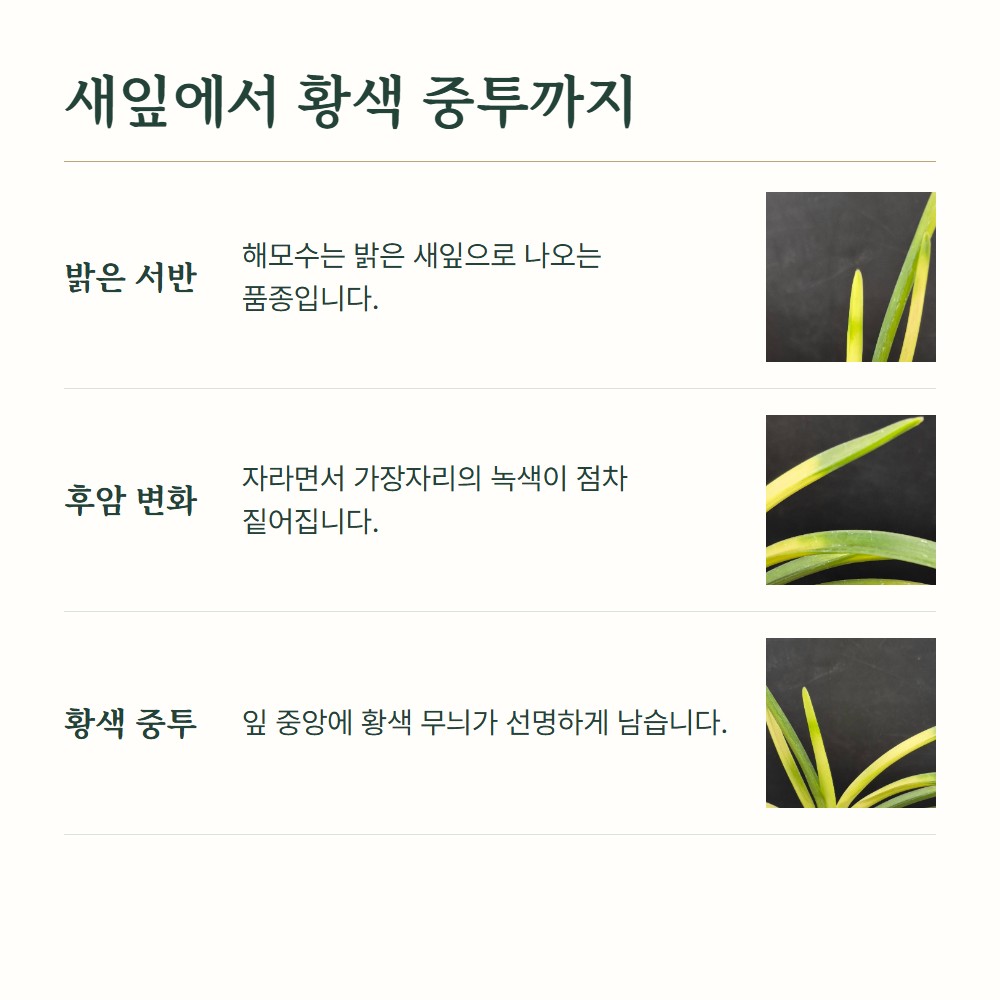 새잎에서 황색 중투까지
밝은 서반
해모수는 밝은 새잎으로 나오는
품종입니다.
후암 변화
자라면서 가장자리의 녹색이 점차
짙어집니다.
황색 중투
잎 중앙에 황색 무늬가 선명하게 남습니다.